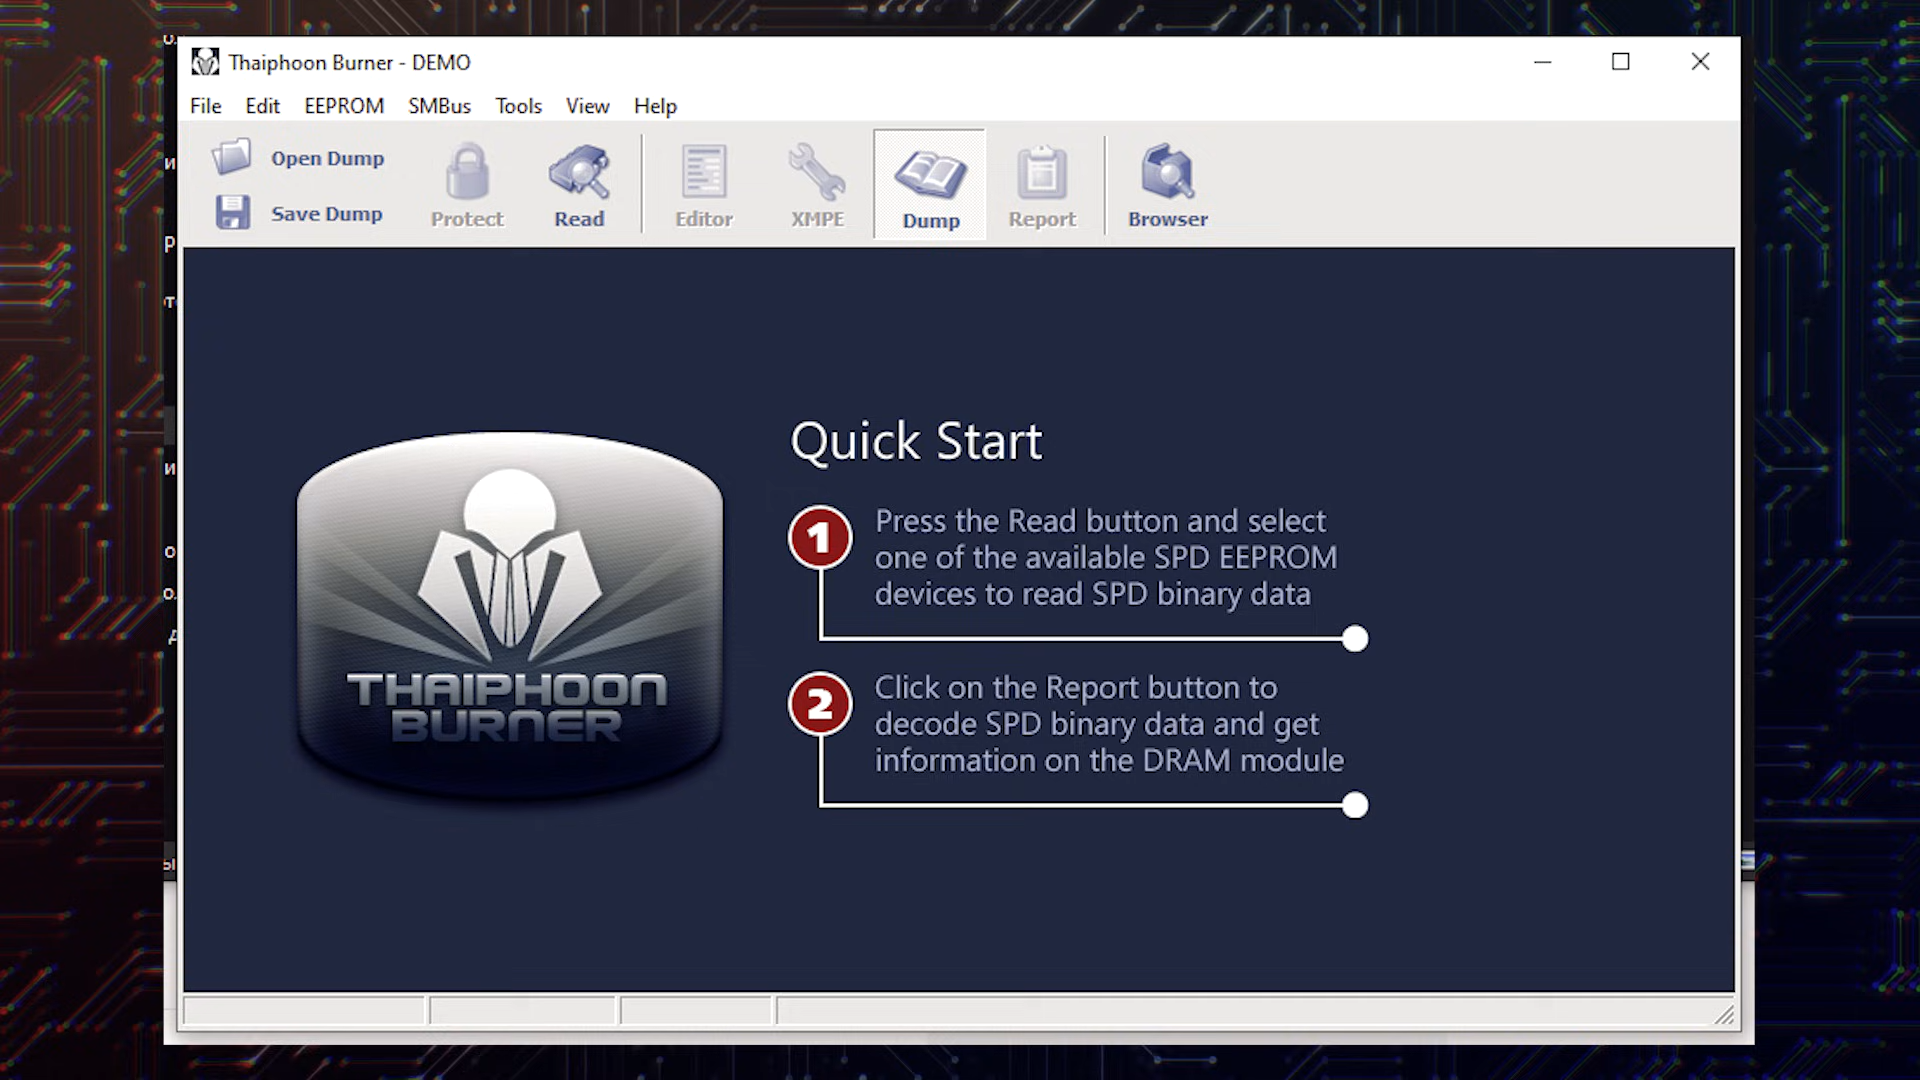 Thaiphoon Burner - DEMO
File Edit EEPROM SMBus Tools View Help
Open Dump
Save Dump
Protect
Read
Editor
XMPE
Dump
Report
Browser
Quick Start
1
Press the Read button and select
one of the available SPD EEPROM
devices to read SPD binary data
2
Click on the Report button to
decode SPD binary data and get
information on the DRAM module
THAIPHOON
BURNER